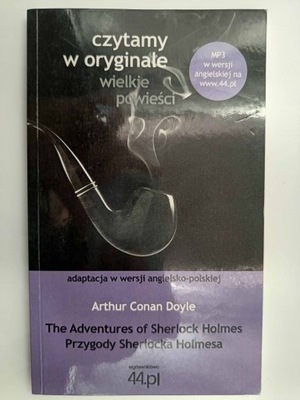 czytamy
w oryginale
wielkie
powieści
MP3
w wersji
angielskiej na
www.44.pl
adaptacja w wersji angielsko-polskiej
Arthur Conan Doyle
The Adventures of Sherlock Holmes
Przygody Sherlocka Holmesa
wydawnictwo
44.pl